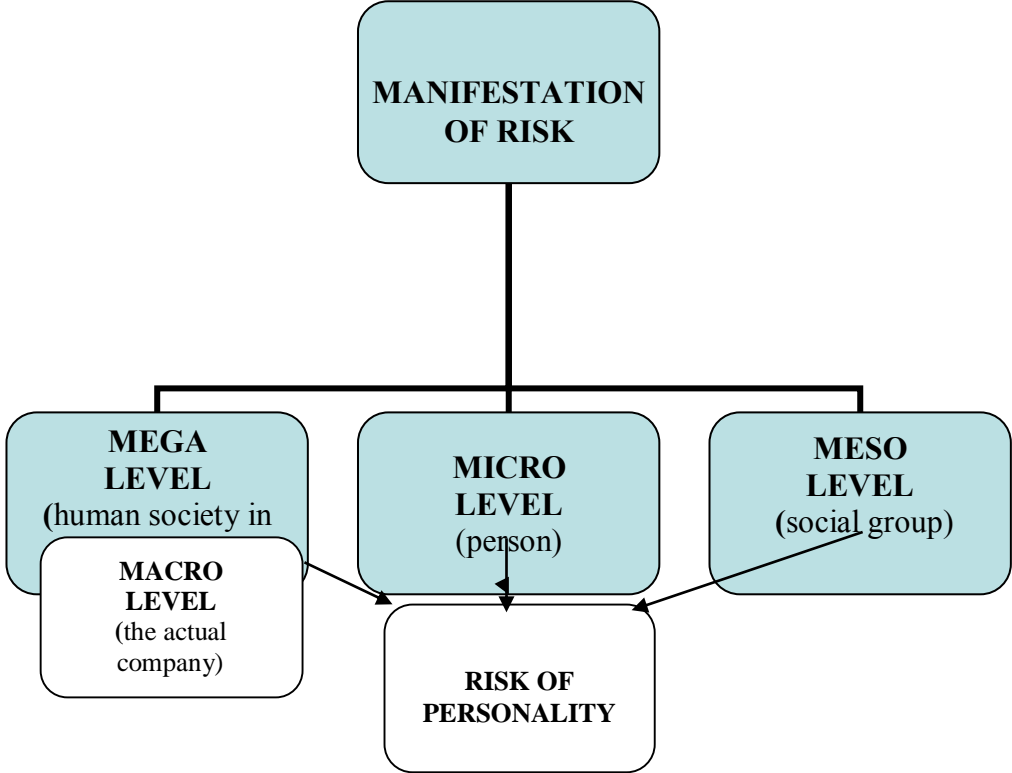 MANIFESTATION
OF RISK
MEGA
LEVEL
(human society in
MACRO
LEVEL
(the actual
company)
MICRO
LEVEL
(person)
MESO
LEVEL
(social group)
RISK OF
PERSONALITY